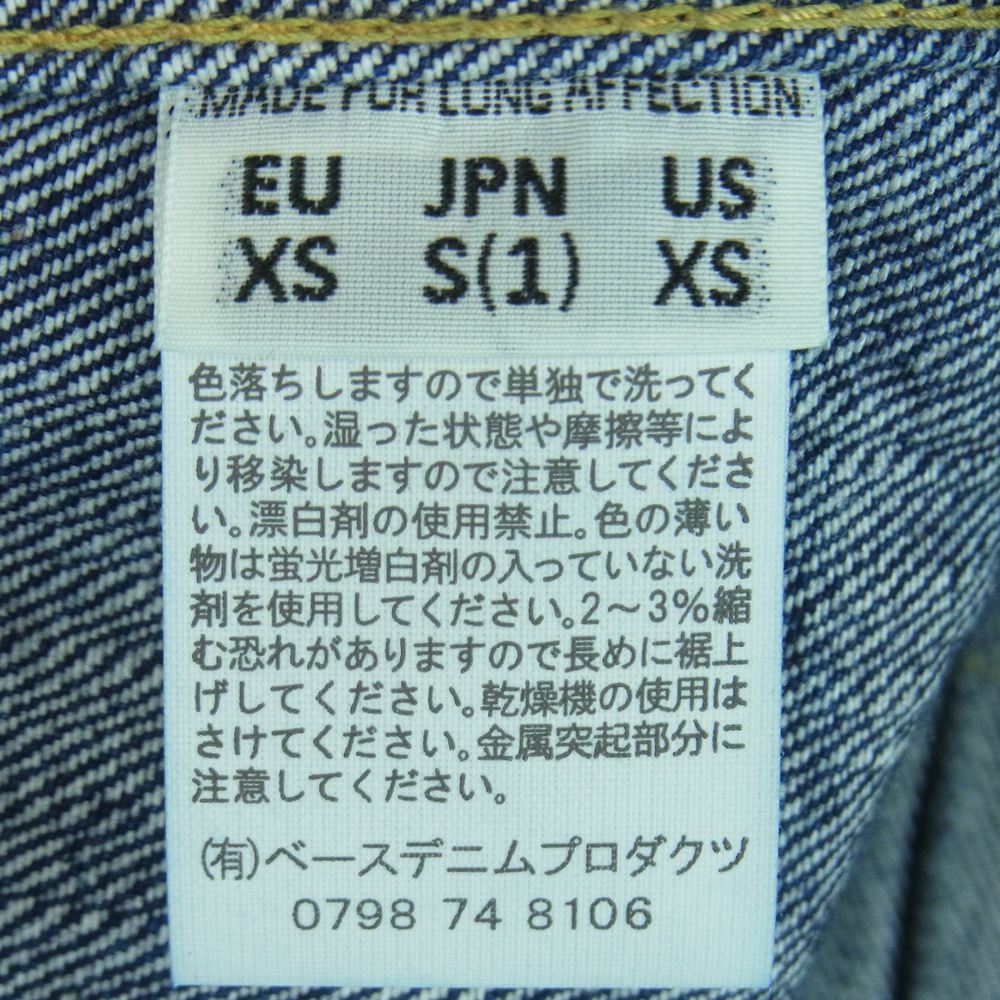 MADE FOR LONG AFFECTION
EU JPN US
XS S(1) XS
色落ちしますので単独で洗ってく
ださい。湿った状態や摩擦等によ
り移染しますので注意してくださ
い。漂白剤の使用禁止。色の薄い
物は蛍光増白剤の入っていない洗
剤を使用してください。2～3%縮
む恐れがありますので長めに裾上
げしてください。乾燥機の使用は
さけてください。金属突起部分に
注意してください。
(有)ベースデニムプロダクツ
0798 74 8106